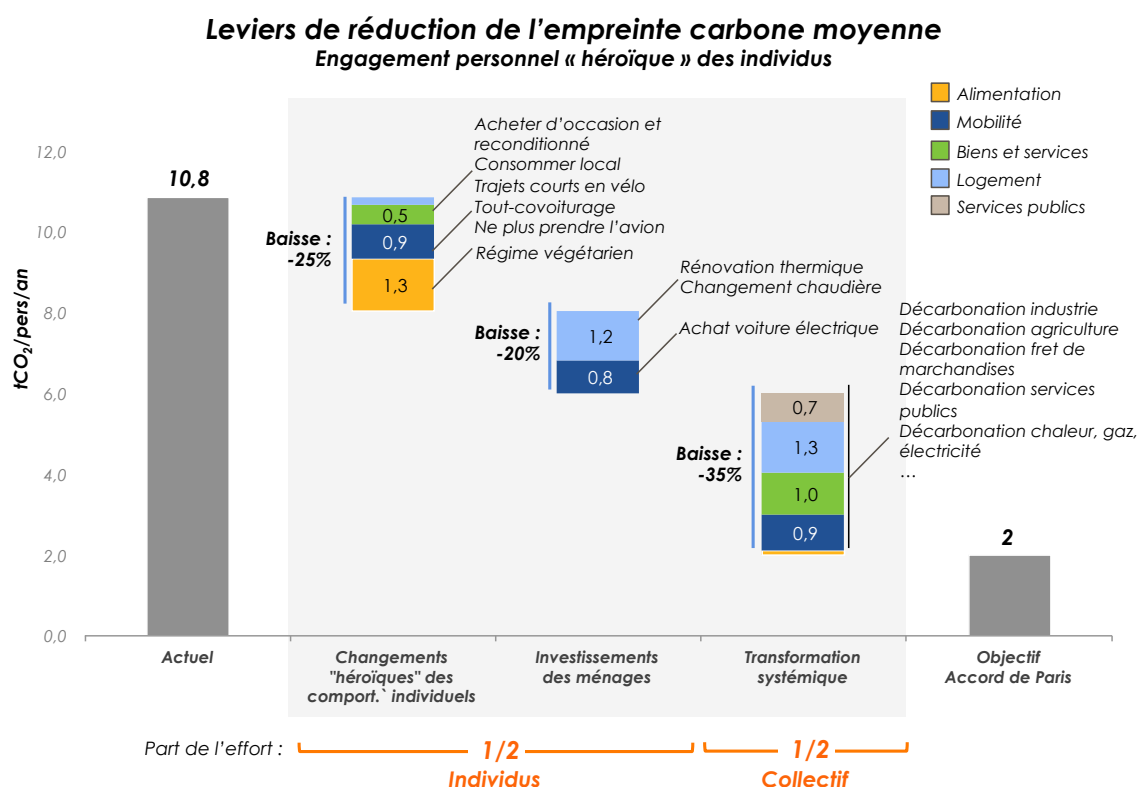 Leviers de réduction de l’empreinte carbone moyenne
Engagement personnel « héroïque » des individus
Alimentation
Mobilité
Biens et services
Logement
Services publics
tCO2/pers/an
12,0
10,0
8,0
6,0
4,0
2,0
0,0
10,8
Baisse :
-25%
0,5
0,9
1,3
Acheter d’occasion et
reconditionné
Consommer local
Trajets courts en vélo
Tout-covoiturage
Ne plus prendre l’avion
Régime végétarien
Baisse :
-20%
1,2
0,8
Rénovation thermique
Changement chaudière
Achat voiture électrique
Baisse :
-35%
0,7
1,3
1,0
0,9
Décarbonation industrie
Décarbonation agriculture
Décarbonation fret de
marchandises
Décarbonation services
publics
Décarbonation chaleur, gaz,
électricité
…
2
Actuel
Changements
"héroïques" des
comport.` individuels
Investissements
des ménages
Transformation
systémique
Objectif
Accord de Paris
Part de l’effort :
1/2
Individus
1/2
Collectif